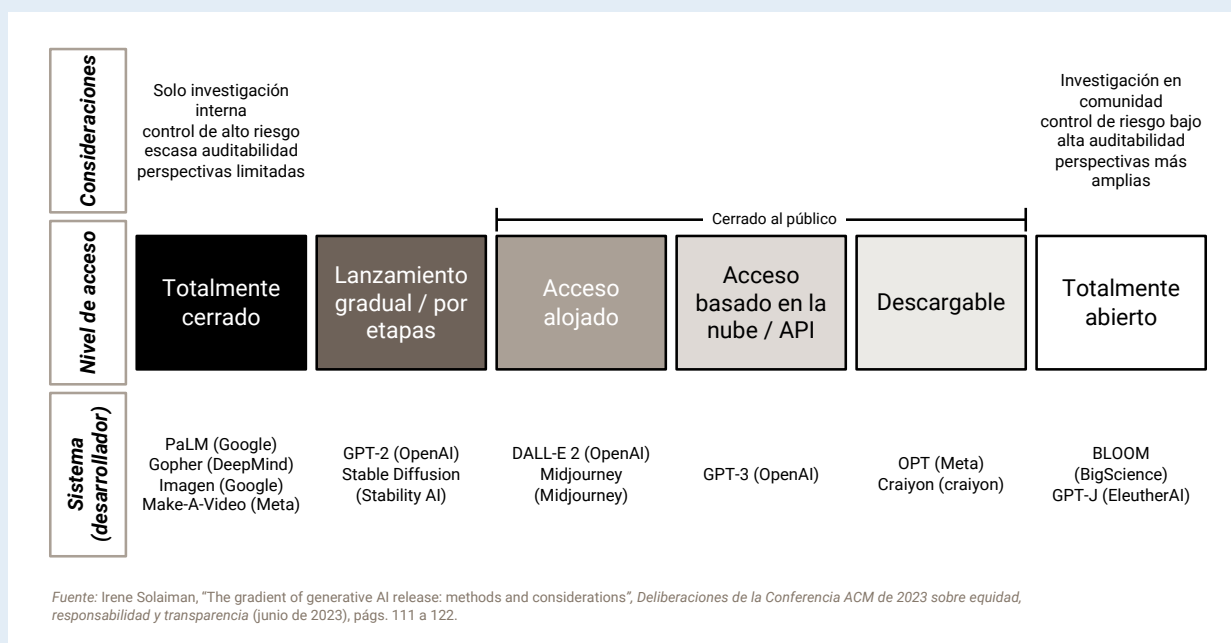 Consideraciones
Solo investigación
interna
control de alto riesgo
escasa auditabilidad
perspectivas limitadas
Investigación en
comunidad
control de riesgo bajo
alta auditabilidad
perspectivas más
amplias
Cerrado al público
Nivel de acceso
Totalmente
cerrado
Lanzamiento
gradual / por
etapas
Acceso
alojado
Acceso
basado en la
nube / API
Descargable
Totalmente
abierto
Sistema
(desarrollador)
PaLM (Google)
Gopher (DeepMind)
Imagen (Google)
Make-A-Video (Meta)
GPT-2 (OpenAI)
Stable Diffusion
(Stability AI)
DALL-E 2 (OpenAI)
Midjourney
(Midjourney)
GPT-3 (OpenAI)
OPT (Meta)
Craiyon (craiyon)
BLOOM
(BigScience)
GPT-J (EleutherAI)
Fuente: Irene Solaiman, “The gradient of generative AI release: methods and considerations”, Deliberaciones de la Conferencia ACM de 2023 sobre equidad,
responsabilidad y transparencia (junio de 2023), págs. 111 a 122.